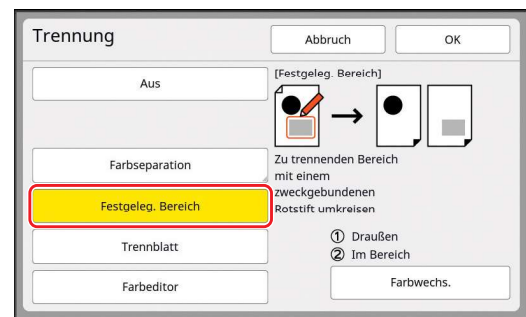 Trennung
Abbruch
OK
Aus
Farbseparation
Festgeleg. Bereich
Trennblatt
Farbeditor
[Festgeleg. Bereich]
Zu trennenden Bereich
mit einem
zweckgebundenen
Rotstift umkreisen
① Draußen
② Im Bereich
Farbwechs.